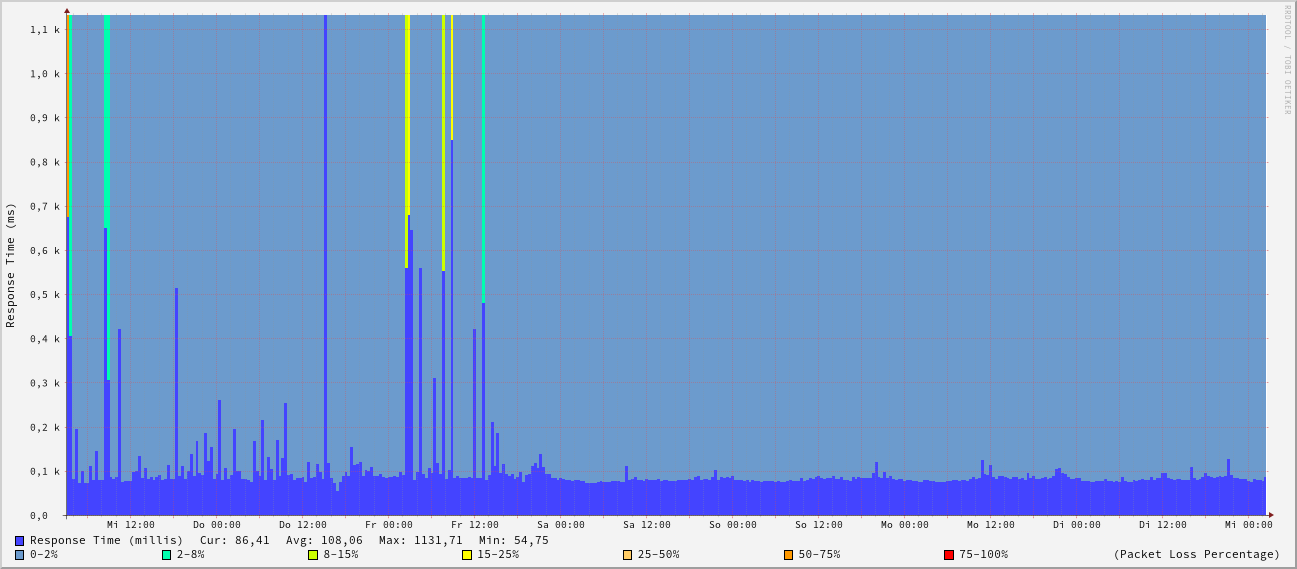 RRDTOOL / TOBI OETIKER
Response Time (ms)
1,1 k
1,0 k
0,9 k
0,8 k
0,7 k
0,6 k
0,5 k
0,4 k
0,3 k
0,2 k
0,1 k
0,0
Mi 12:00 Do 00:00 Do 12:00 Fr 00:00 Fr 12:00 Sa 00:00 Sa 12:00 So 00:00 So 12:00 Mo 00:00 Mo 12:00 Di 00:00 Di 12:00 Mi 00:00
Response Time (millis) Cur: 86,41 Avg: 108,06 Max: 1131,71 Min: 54,75
0-2% 2-8% 8-15% 15-25% 25-50% 50-75% 75-100% (Packet Loss Percentage)